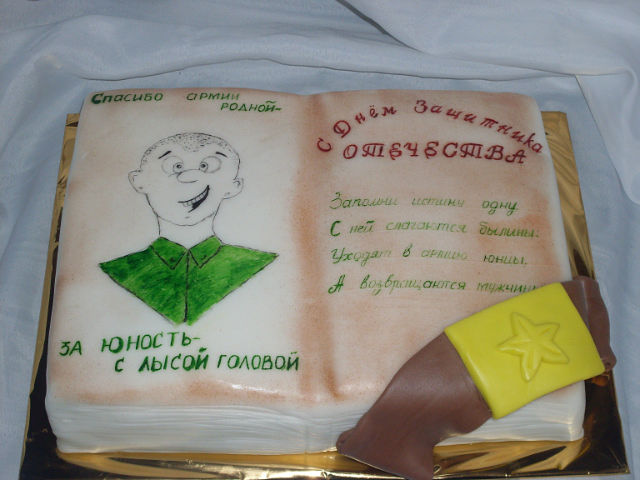 Спасибо армии
родной-
за юность-
с лысой головой
С Днём Защитника
Отечества
Запомни истину одну
С ней слагаются былины:
Уходят в армию юнцы,
А возвращаются мужчины